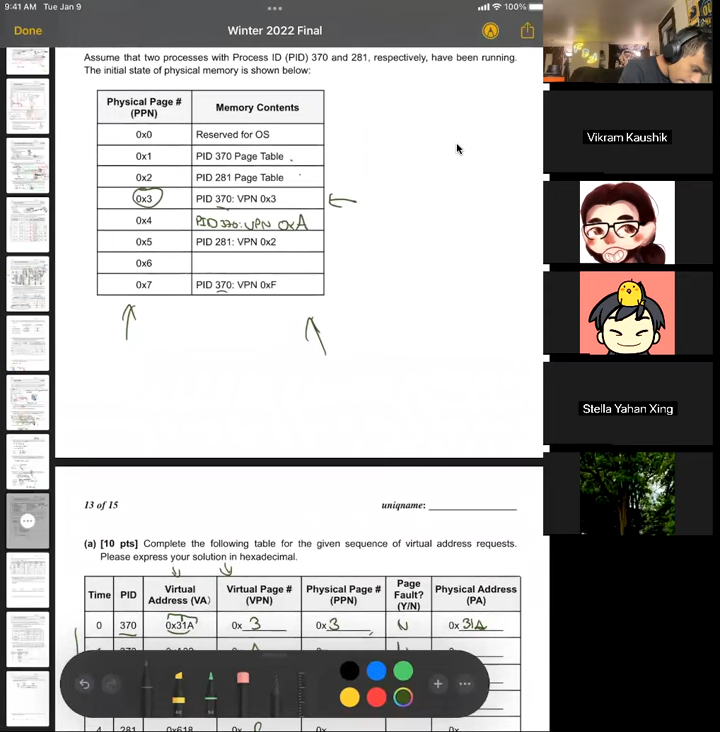 9:41 AM Tue Jan 9
100%
Done
Winter 2022 Final
Assume that two processes with Process ID (PID) 370 and 281, respectively, have been running.
The initial state of physical memory is shown below:
Physical Page # (PPN) Memory Contents
0x0 Reserved for OS
0x1 PID 370 Page Table
0x2 PID 281 Page Table
0x3 PID 370: VPN 0x3
0x4 PID 370: VPN 0xA
0x5 PID 281: VPN 0x2
0x6
0x7 PID 370: VPN 0xF
13 of 15 uniqname: ______________
(a) [10 pts] Complete the following table for the given sequence of virtual address requests.
Please express your solution in hexadecimal.
Time PID Virtual Address (VA) Virtual Page # (VPN) Physical Page # (PPN) Page Fault? (Y/N) Physical Address (PA)
0 370 0x31A 0x 3 0x 3 N 0x 31A
4 281 0x618 0x 0x 0x
Vikram Kaushik
Stella Yahan Xing